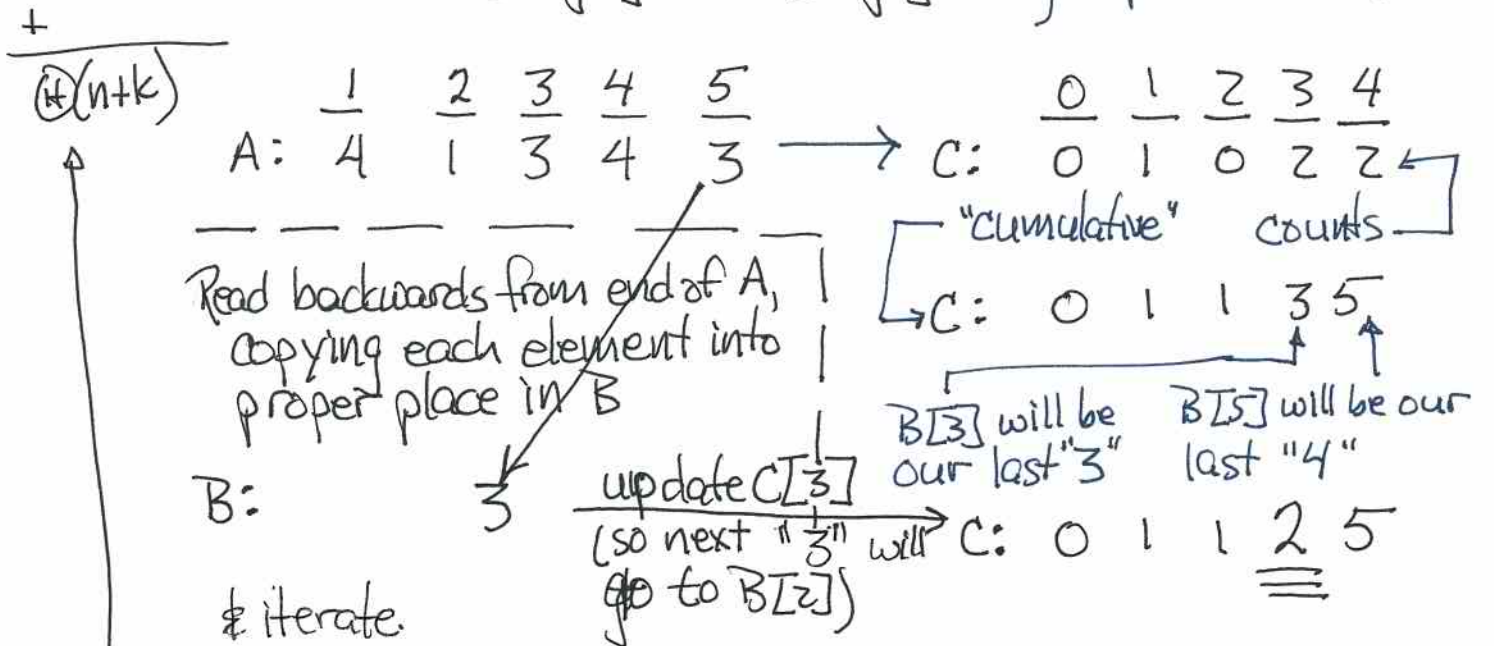 +
Θ(n+k)
1 2 3 4 5
A: 4 1 3 4 3
0 1 2 3 4
C: 0 1 0 2 2
"cumulative" counts
C: 0 1 1 3 5
Read backwards from end of A,
copying each element into
proper place in B
B[3] will be
our last "3"
B[5] will be our
last "4"
B: 3
update C[3]
(so next "3" will
go to B[2])
C: 0 1 1 2 5
& iterate.